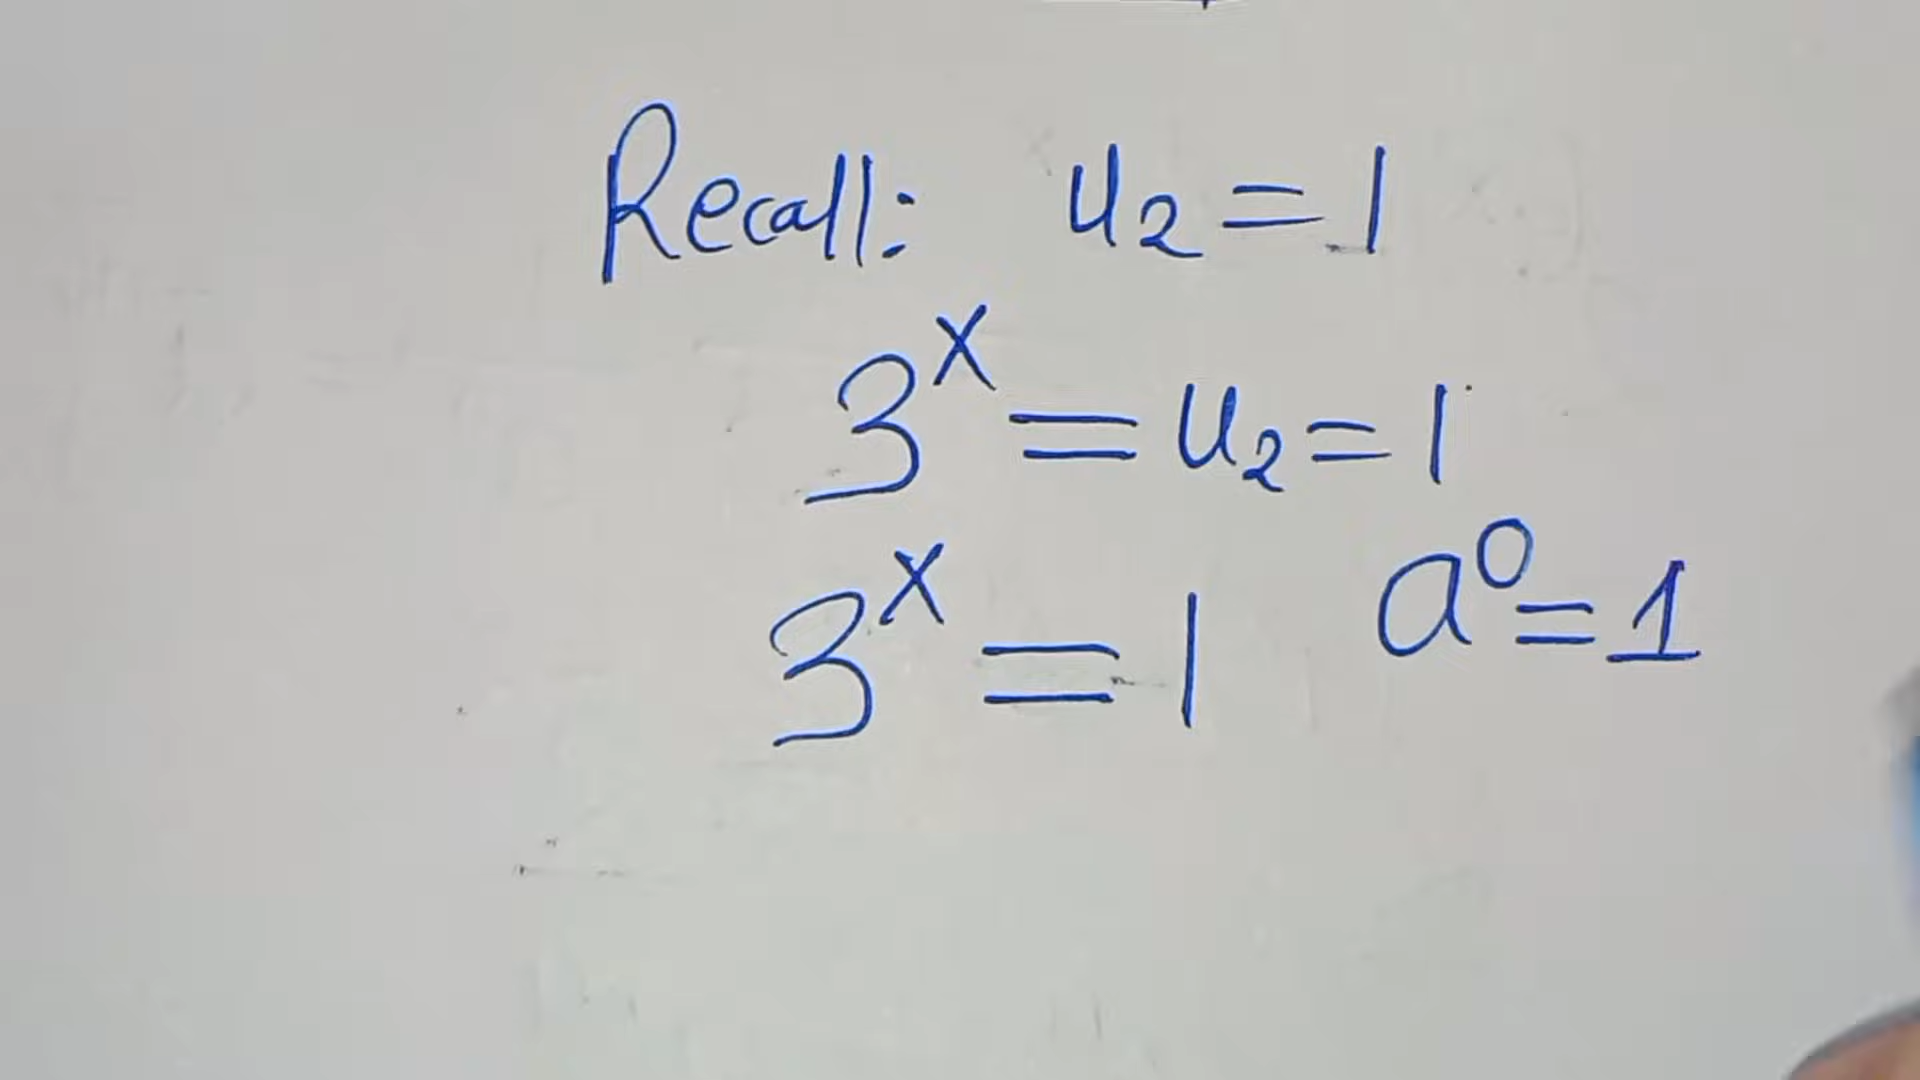 Recall: u₂ = 1
3ˣ = u₂ = 1
3ˣ = 1 a⁰ = 1